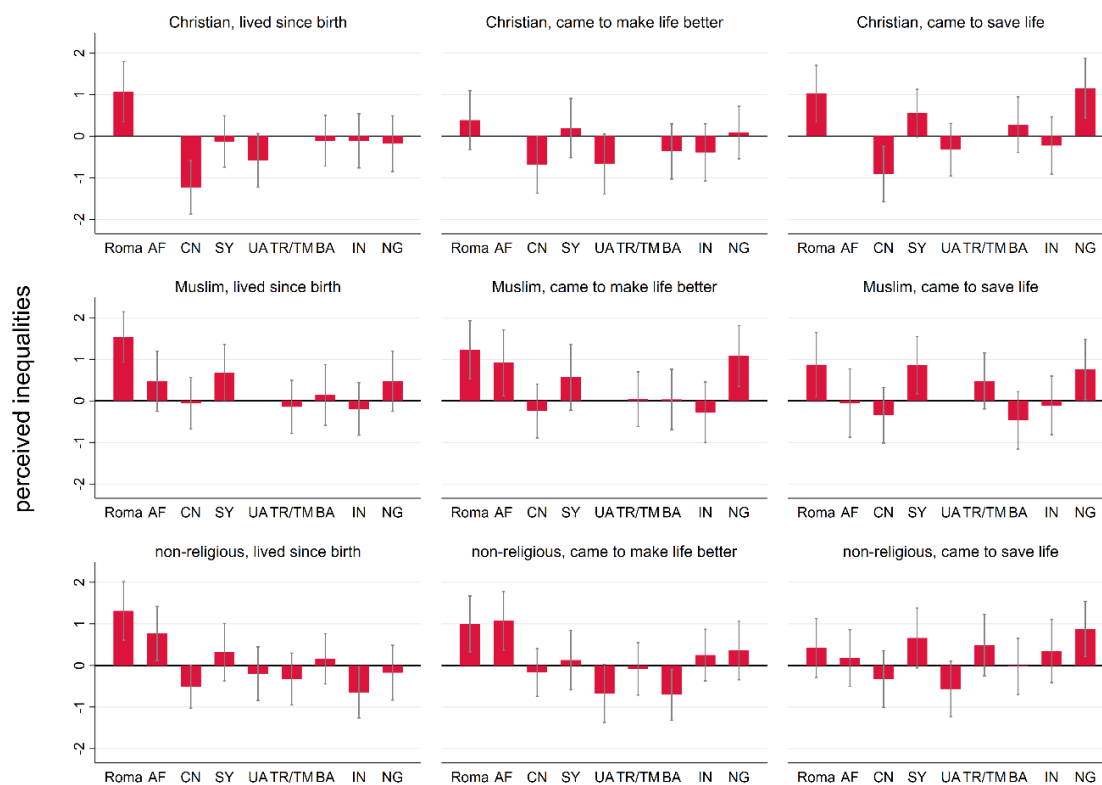 Christian, lived since birth
Christian, came to make life better
Christian, came to save life
2
1
0
-1
-2
Roma AF CN SY UA TR/TM BA IN NG
Roma AF CN SY UA TR/TM BA IN NG
Roma AF CN SY UA TR/TM BA IN NG
perceived inequalities
Muslim, lived since birth
Muslim, came to make life better
Muslim, came to save life
2
1
0
-1
-2
Roma AF CN SY UA TR/TM BA IN NG
Roma AF CN SY UA TR/TM BA IN NG
Roma AF CN SY UA TR/TM BA IN NG
non-religious, lived since birth
non-religious, came to make life better
non-religious, came to save life
2
1
0
-1
-2
Roma AF CN SY UA TR/TM BA IN NG
Roma AF CN SY UA TR/TM BA IN NG
Roma AF CN SY UA TR/TM BA IN NG